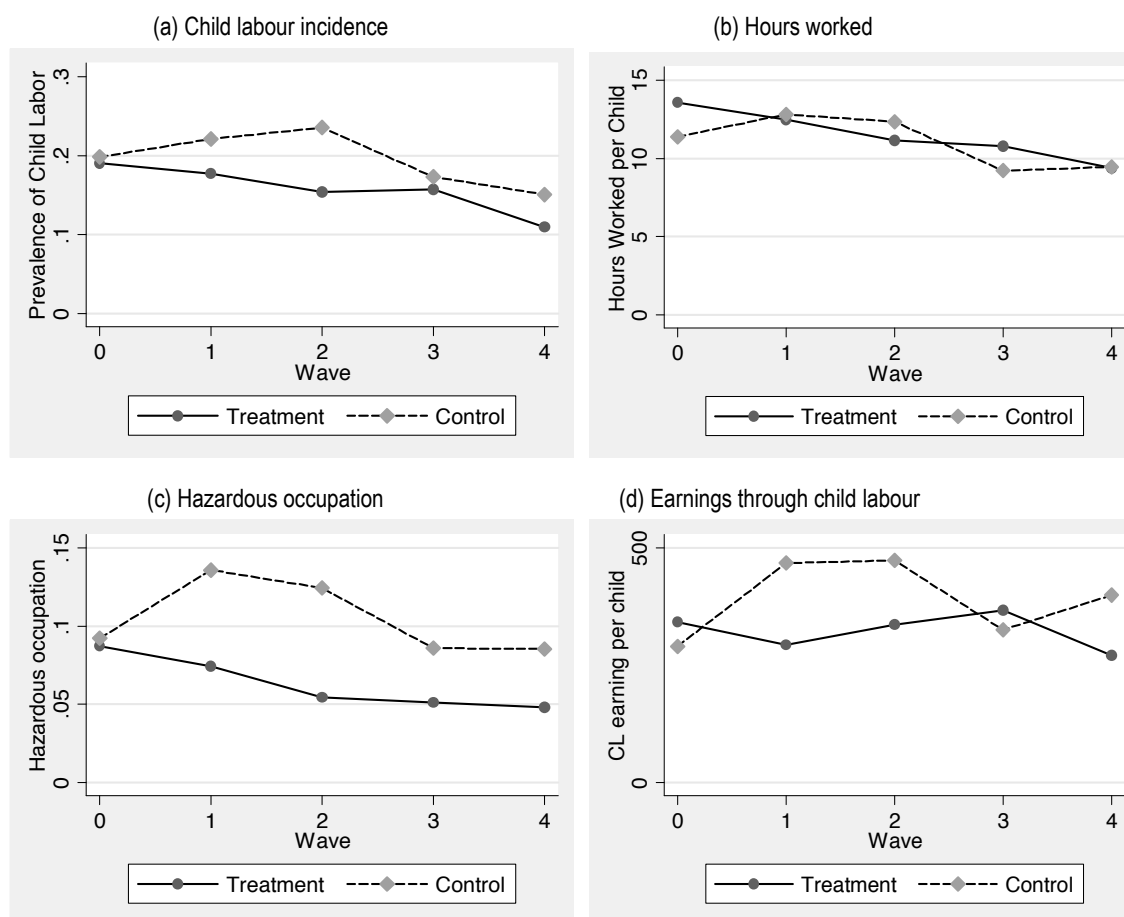 (a) Child labour incidence
Prevalence of Child Labor
.3
.2
.1
0
0 1 2 3 4
Wave
Treatment Control
(b) Hours worked
Hours Worked per Child
15
10
5
0
0 1 2 3 4
Wave
Treatment Control
(c) Hazardous occupation
Hazardous occupation
.15
.1
.05
0
0 1 2 3 4
Wave
Treatment Control
(d) Earnings through child labour
CL earning per child
500
0
0 1 2 3 4
Wave
Treatment Control